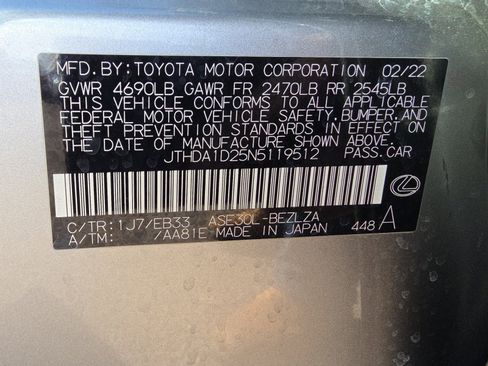 MFD. BY: TOYOTA MOTOR CORPORATION 02/22
GVWR 4690LB GAWR FR 2470LB RR 2545LB
THIS VEHICLE CONFORMS TO ALL APPLICABLE
FEDERAL MOTOR VEHICLE SAFETY, BUMPER, AND
THEFT PREVENTION STANDARDS IN EFFECT ON
THE DATE OF MANUFACTURE SHOWN ABOVE.
JTHDA1D25N5119512 PASS.CAR
C/TR: 1J7/EB33 ASE30L-BEZLZA
A/TM: /AA81E MADE IN JAPAN 448 A